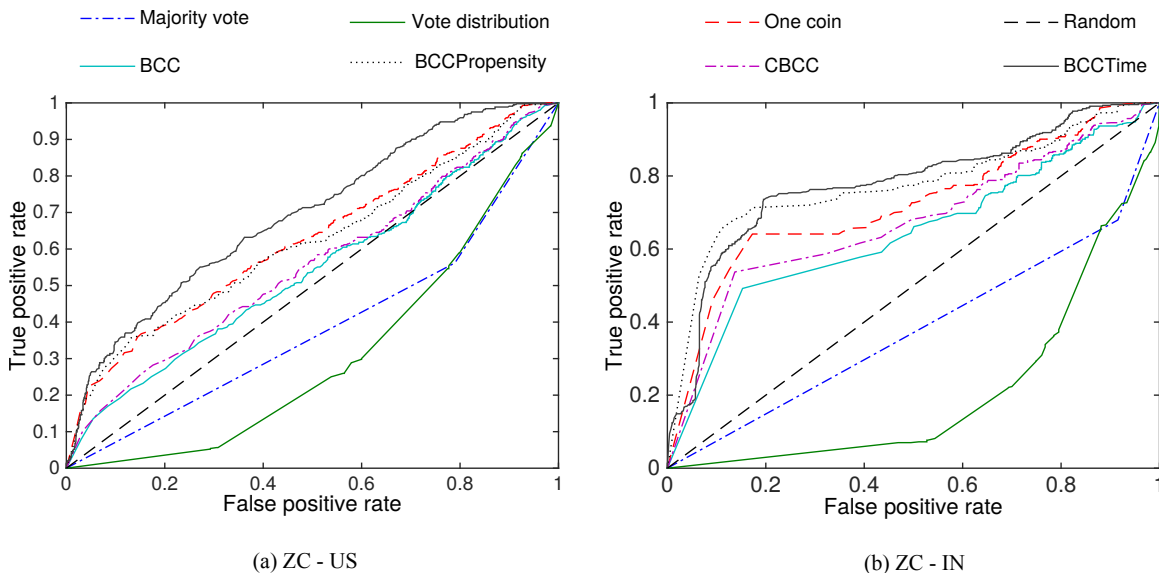 Majority vote Vote distribution One coin Random
BCC BCCPropensity CBCC BCCTime
1
0.9
0.8
0.7
0.6
0.5
0.4
0.3
0.2
0.1
0
True positive rate
0 0.2 0.4 0.6 0.8 1
False positive rate
(a) ZC - US
1
0.8
0.6
0.4
0.2
0
True positive rate
0 0.2 0.4 0.6 0.8 1
False positive rate
(b) ZC - IN